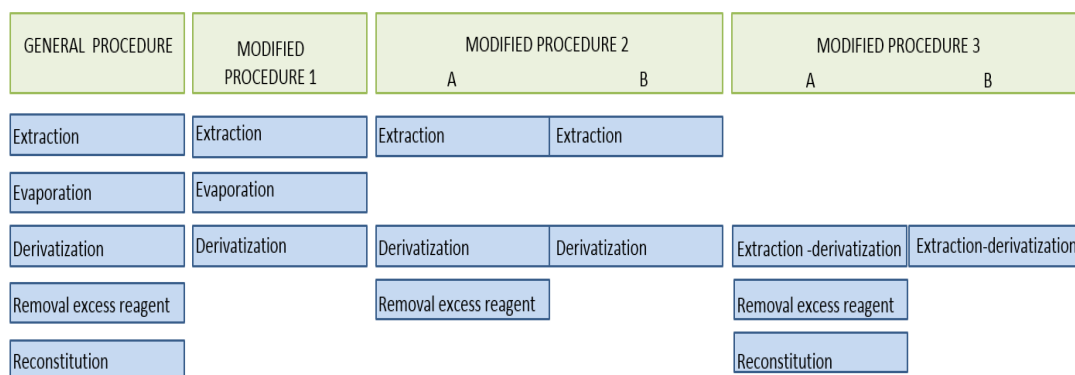 GENERAL PROCEDURE
MODIFIED
PROCEDURE 1
MODIFIED PROCEDURE 2
A B
MODIFIED PROCEDURE 3
A B
Extraction
Extraction
Extraction
Extraction
Evaporation
Evaporation
Derivatization
Derivatization
Derivatization
Derivatization
Extraction -derivatization
Extraction-derivatization
Removal excess reagent
Removal excess reagent
Removal excess reagent
Reconstitution
Reconstitution